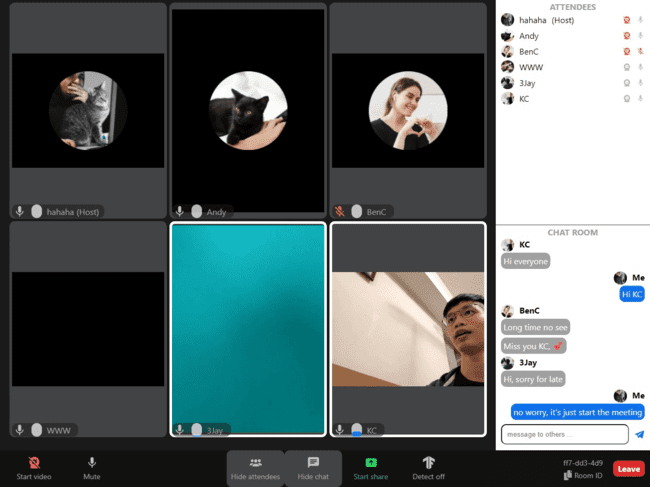 hahaha (Host)
Andy
BenC
WWW
3Jay
KC
ATTENDEES
hahaha (Host)
Andy
BenC
WWW
3Jay
KC
CHAT ROOM
KC
Hi everyone
Me
Hi KC
BenC
Long time no see
Miss you KC,
3Jay
Hi, sorry for late
Me
no worry, it's just start the meeting
message to others ...
Start video
Mute
Hide attendees
Hide chat
Start share
Detect off
ff7-dd3-4d9
Room ID
Leave